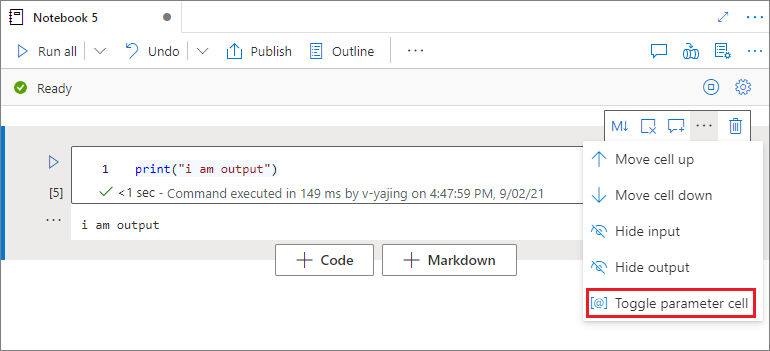 Notebook 5
Run all Undo Publish Outline ...
Ready
M↓ ...
1 print("i am output")
[5] <1 sec - Command executed in 149 ms by v-yajing on 4:47:59 PM, 9/02/21
i am output
Code Markdown
Move cell up
Move cell down
Hide input
Hide output
[@] Toggle parameter cell